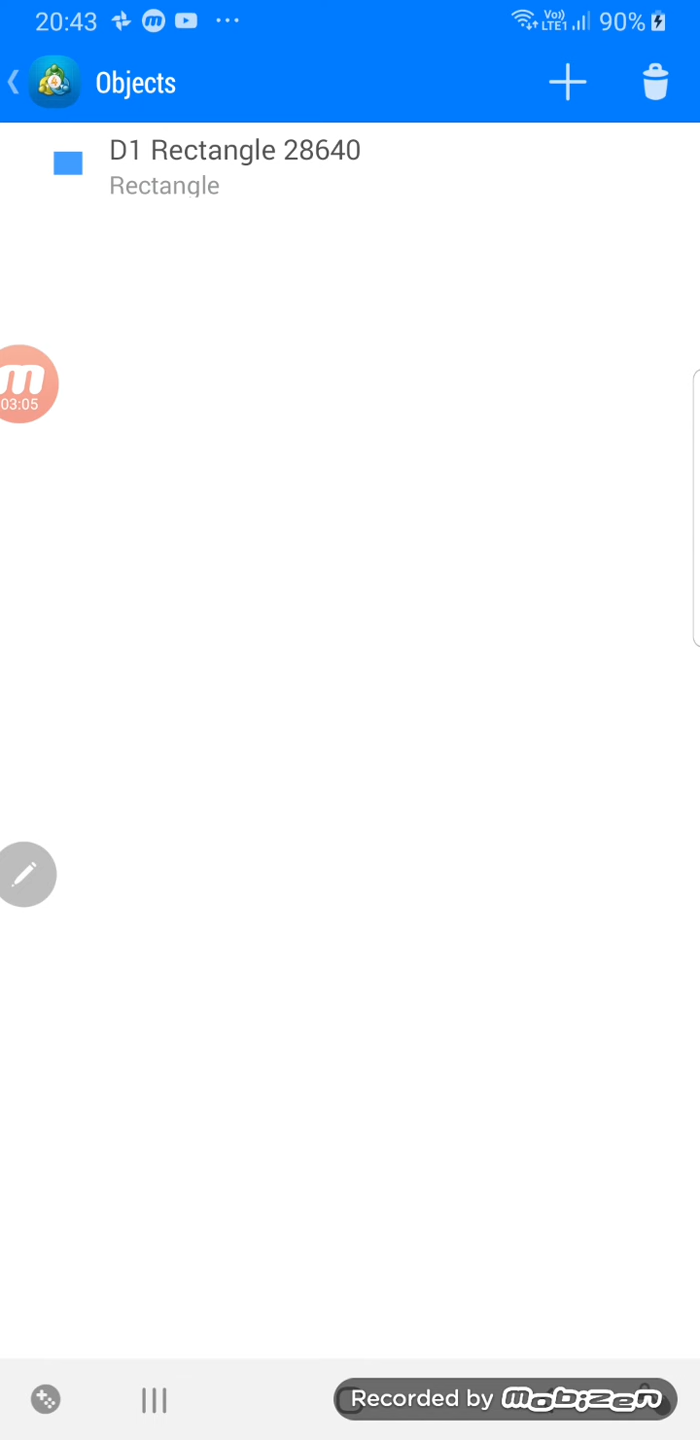 20:43 m ... Vo)) LTE1 90%
Objects
D1 Rectangle 28640
Rectangle
m
03:05
Recorded by mobizen